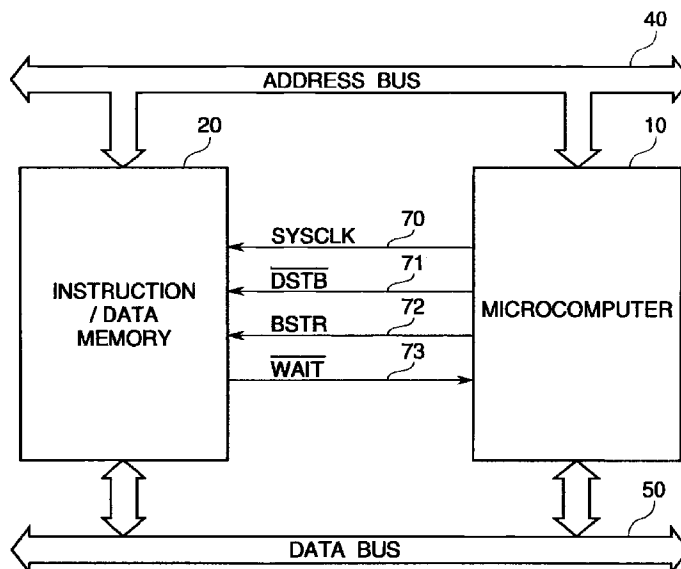 40
ADDRESS BUS
20
10
SYSCLK
70
DSTB
71
INSTRUCTION
/ DATA
MEMORY
MICROCOMPUTER
BSTR
72
WAIT
73
50
DATA BUS